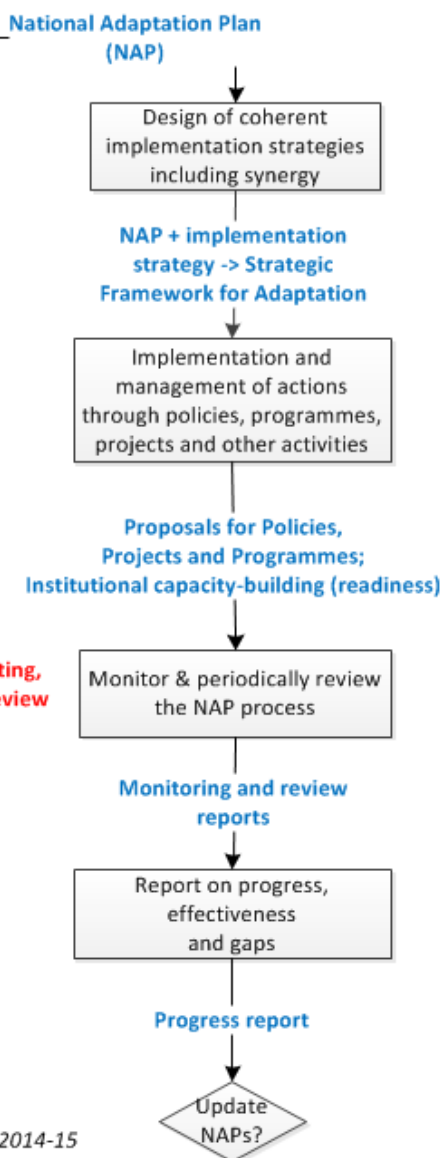 National Adaptation Plan
(NAP)
Design of coherent
implementation strategies
including synergy
NAP + implementation
strategy -> Strategic
Framework for Adaptation
Implementation and
management of actions
through policies, programmes,
projects and other activities
Proposals for Policies,
Projects and Programmes;
Institutional capacity-building (readiness)
ting,
eview
Monitor & periodically review
the NAP process
Monitoring and review
reports
Report on progress,
effectiveness
and gaps
Progress report
Update
NAPs?
2014-15